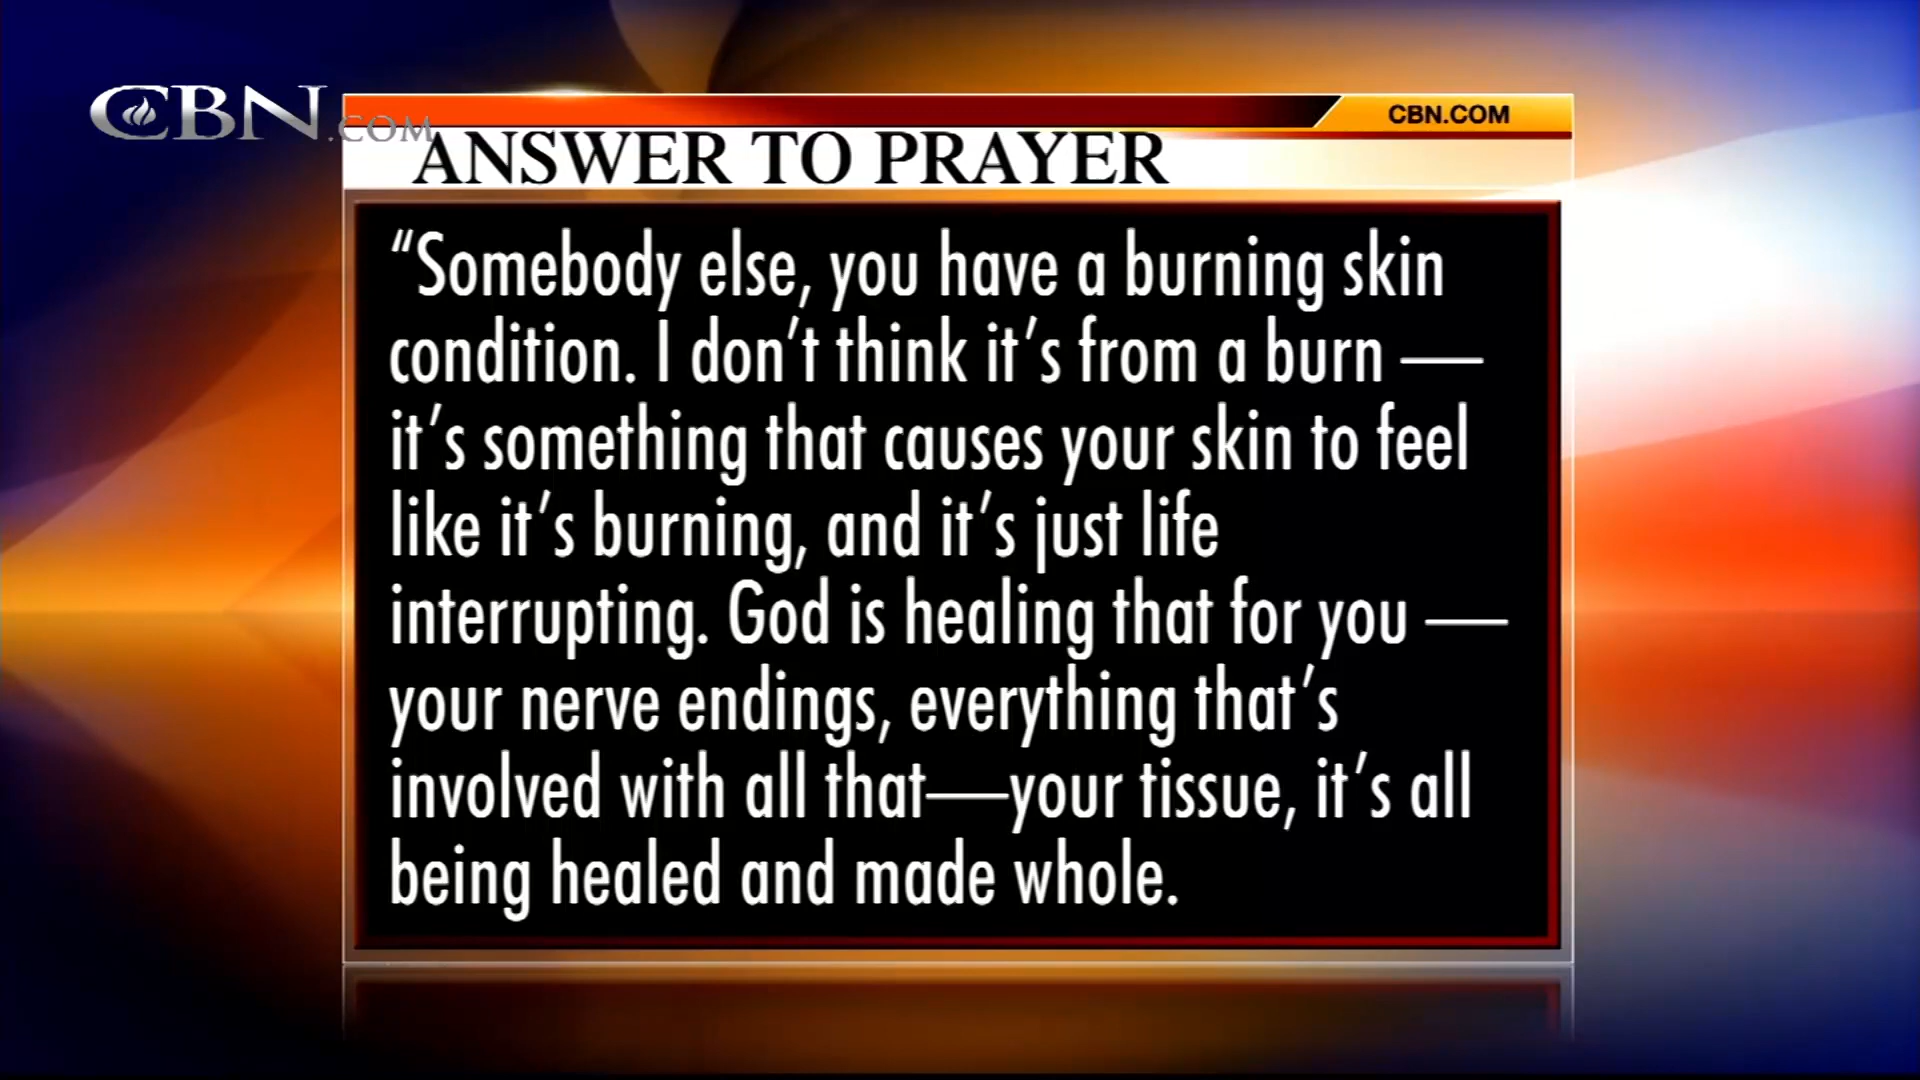 CBN.COM
CBN.COM
ANSWER TO PRAYER
“Somebody else, you have a burning skin
condition. I don’t think it’s from a burn —
it’s something that causes your skin to feel
like it’s burning, and it’s just life
interrupting. God is healing that for you —
your nerve endings, everything that’s
involved with all that—your tissue, it’s all
being healed and made whole.